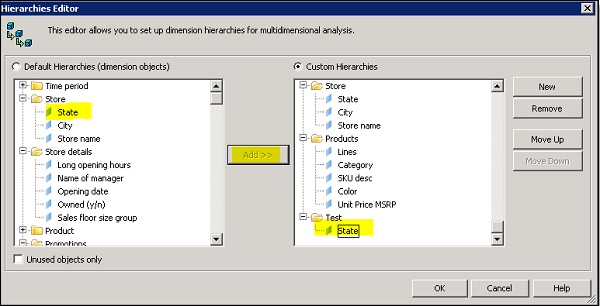 Hierarchies Editor
This editor allows you to set up dimension hierarchies for multidimensional analysis.
Default Hierarchies (dimension objects)
Time period
Store
State
City
Store name
Store details
Long opening hours
Name of manager
Opening date
Owned (y/n)
Sales floor size group
Product
Promotions
Unused objects only
Add >>
Custom Hierarchies
Store
State
City
Store name
Products
Lines
Category
SKU desc
Color
Unit Price MSRP
Test
State
New
Remove
Move Up
Move Down
OK
Cancel
Help